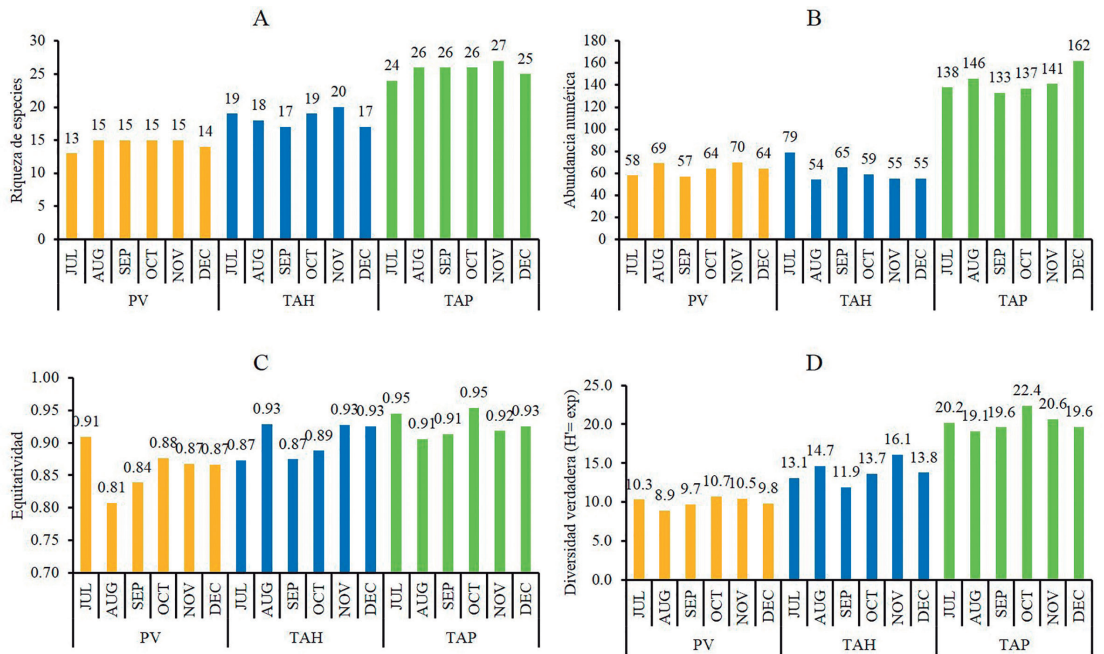 A
Riqueza de especies
30
25
20
15
10
5
0
13 15 15 15 15 14 19 18 17 19 20 17 24 26 26 26 27 25
JUL AUG SEP OCT NOV DEC JUL AUG SEP OCT NOV DEC JUL AUG SEP OCT NOV DEC
PV TAH TAP
B
Abundancia numérica
180
160
140
120
100
80
60
40
20
0
58 69 57 64 70 64 79 54 65 59 55 55 138 146 133 137 141 162
JUL AUG SEP OCT NOV DEC JUL AUG SEP OCT NOV DEC JUL AUG SEP OCT NOV DEC
PV TAH TAP
C
Equitatividad
1.00
0.95
0.90
0.85
0.80
0.75
0.70
0.91 0.81 0.84 0.88 0.87 0.87 0.87 0.93 0.87 0.89 0.93 0.93 0.95 0.91 0.91 0.95 0.92 0.93
JUL AUG SEP OCT NOV DEC JUL AUG SEP OCT NOV DEC JUL AUG SEP OCT NOV DEC
PV TAH TAP
D
Diversidad verdadera (H'= exp)
25.0
20.0
15.0
10.0
5.0
0.0
10.3 8.9 9.7 10.7 10.5 9.8 13.1 14.7 11.9 13.7 16.1 13.8 20.2 19.1 19.6 22.4 20.6 19.6
JUL AUG SEP OCT NOV DEC JUL AUG SEP OCT NOV DEC JUL AUG SEP OCT NOV DEC
PV TAH TAP